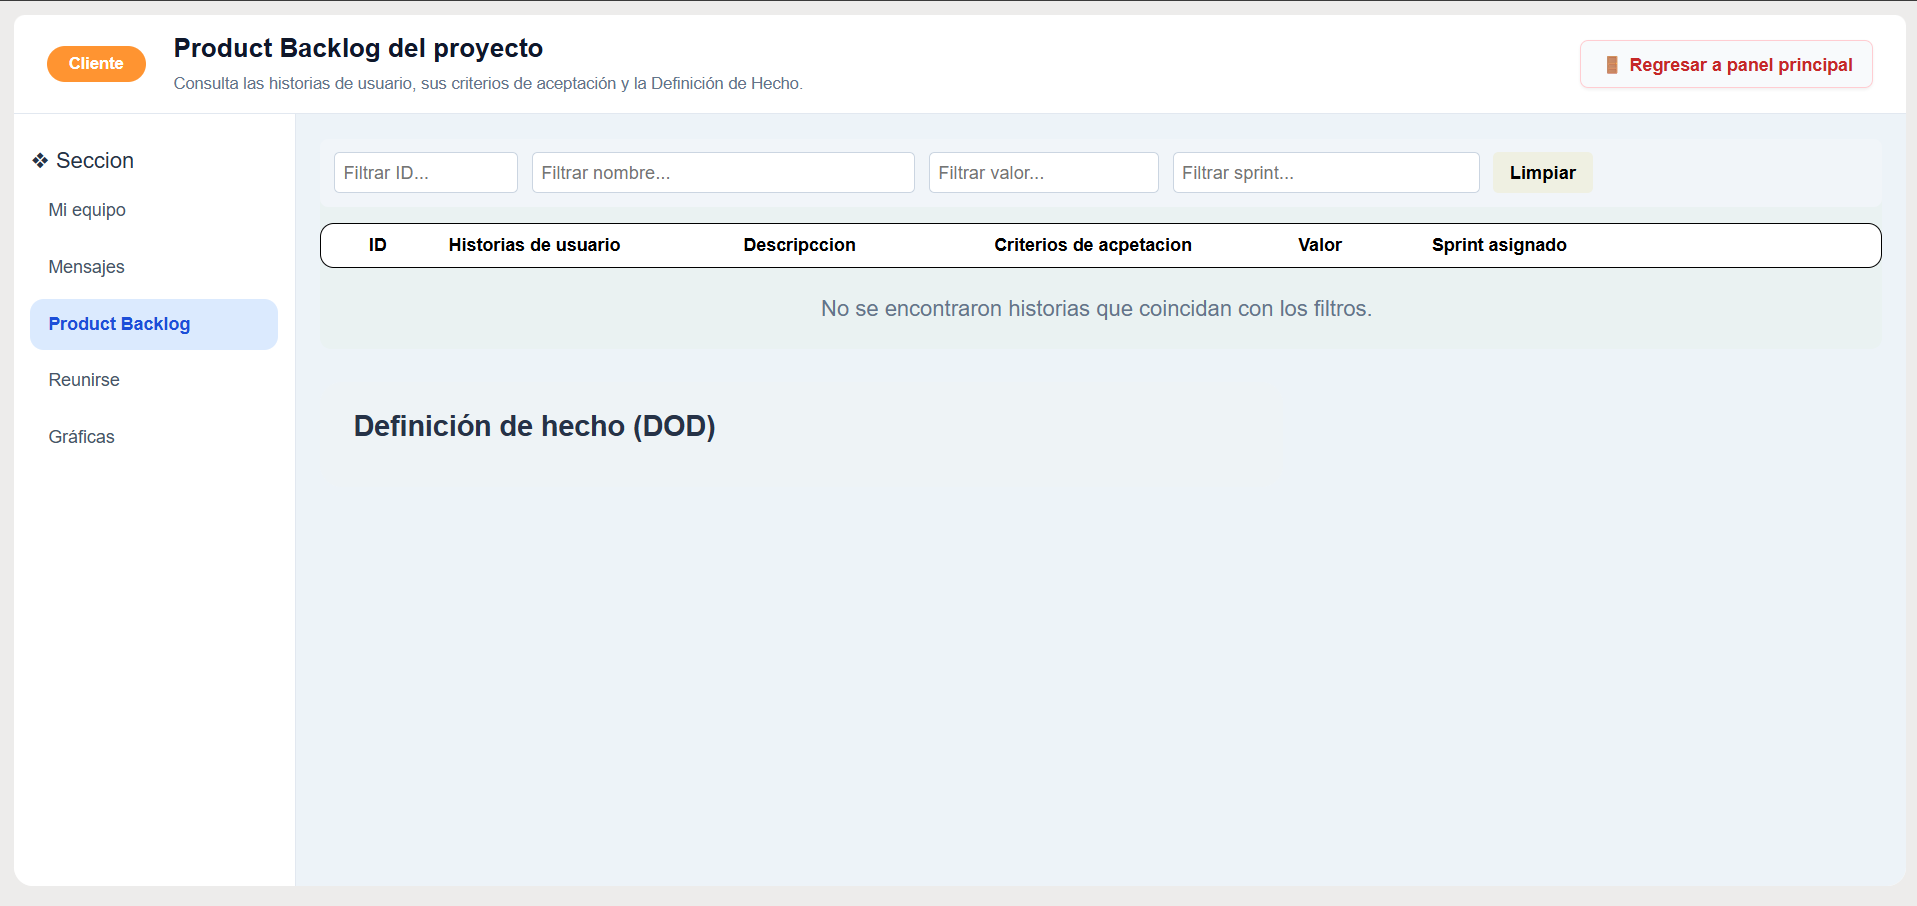 Cliente
Product Backlog del proyecto
Consulta las historias de usuario, sus criterios de aceptación y la Definición de Hecho.
Regresar a panel principal
❖ Seccion
Mi equipo
Mensajes
Product Backlog
Reunirse
Gráficas
Filtrar ID... Filtrar nombre... Filtrar valor... Filtrar sprint... Limpiar
ID Historias de usuario Descripccion Criterios de acpetacion Valor Sprint asignado
No se encontraron historias que coincidan con los filtros.
Definición de hecho (DOD)